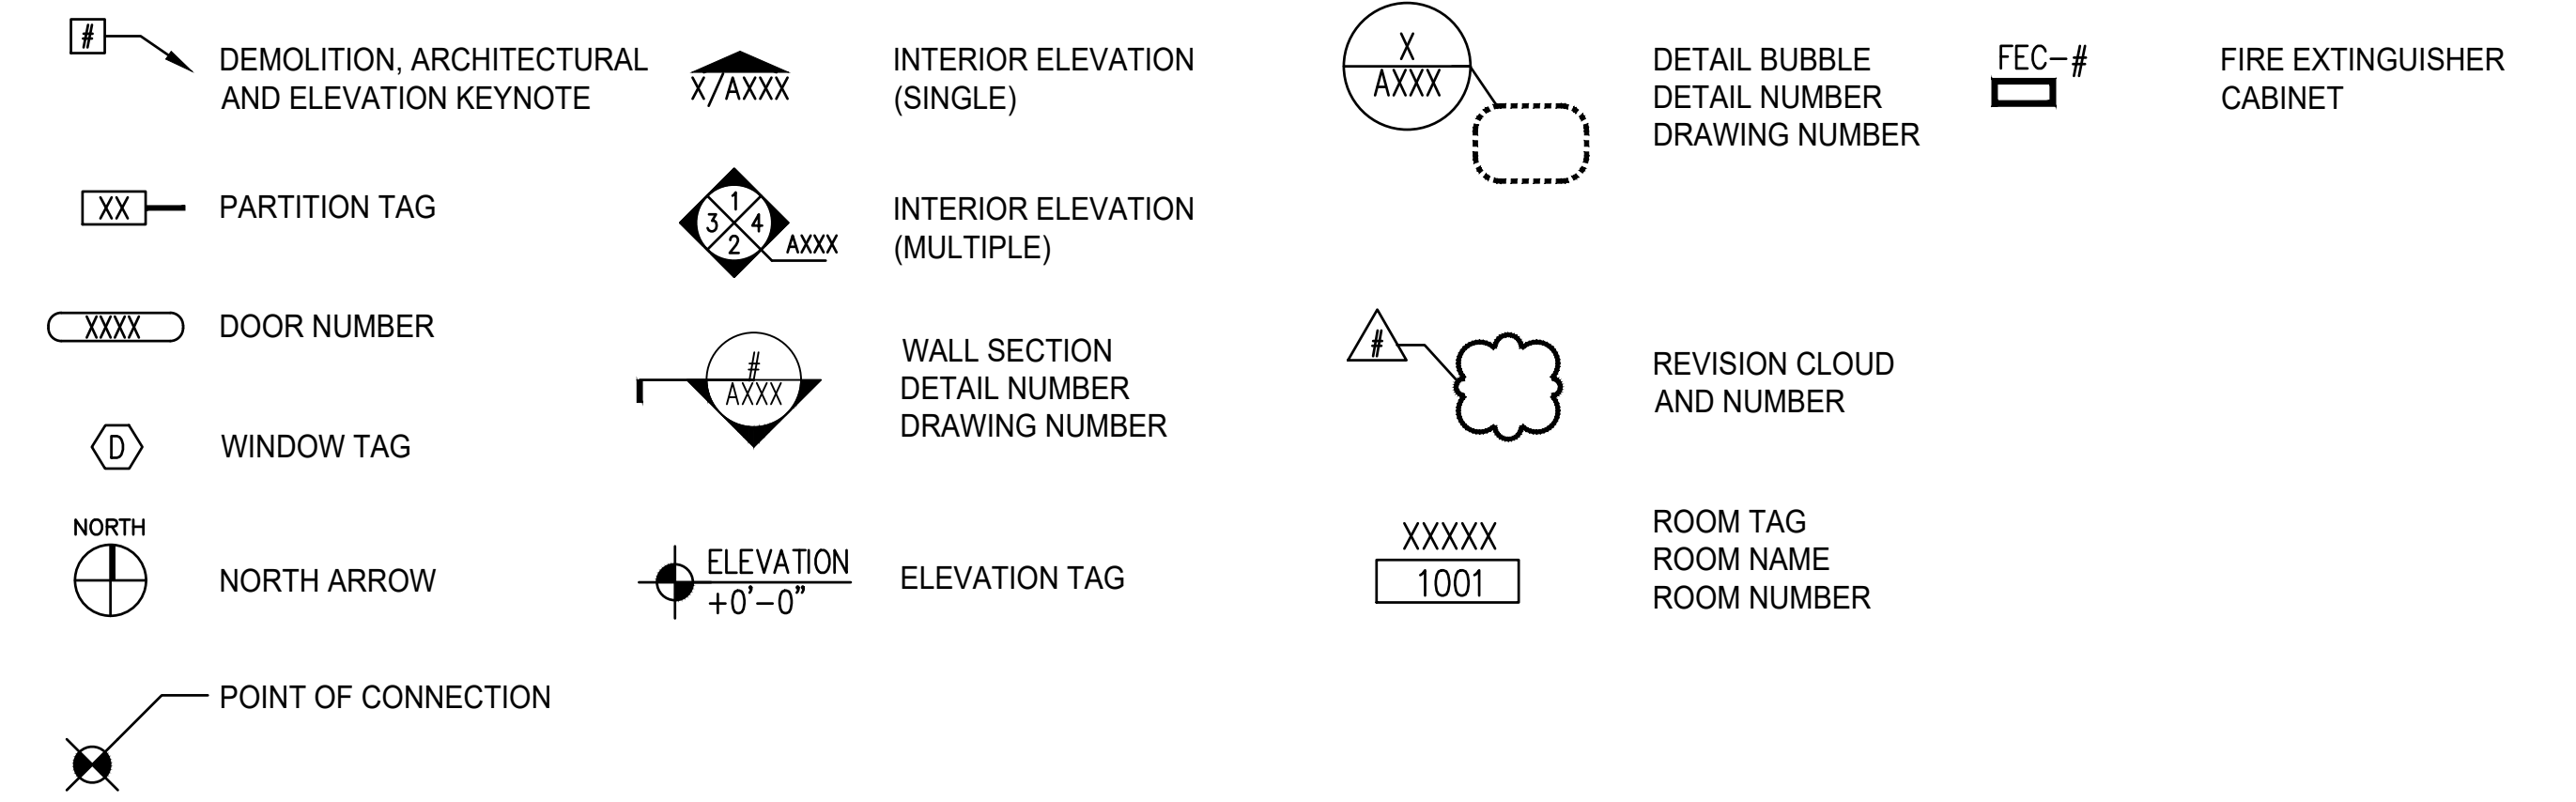 #
DEMOLITION, ARCHITECTURAL
AND ELEVATION KEYNOTE
XX
PARTITION TAG
XXXX
DOOR NUMBER
D
WINDOW TAG
NORTH
NORTH ARROW
POINT OF CONNECTION
X/AXXX
INTERIOR ELEVATION
(SINGLE)
1
3 4
2
AXXX
INTERIOR ELEVATION
(MULTIPLE)
#
AXXX
WALL SECTION
DETAIL NUMBER
DRAWING NUMBER
ELEVATION
+0'-0"
ELEVATION TAG
X
AXXX
DETAIL BUBBLE
DETAIL NUMBER
DRAWING NUMBER
#
REVISION CLOUD
AND NUMBER
XXXXX
1001
ROOM TAG
ROOM NAME
ROOM NUMBER
FEC-#
FIRE EXTINGUISHER
CABINET